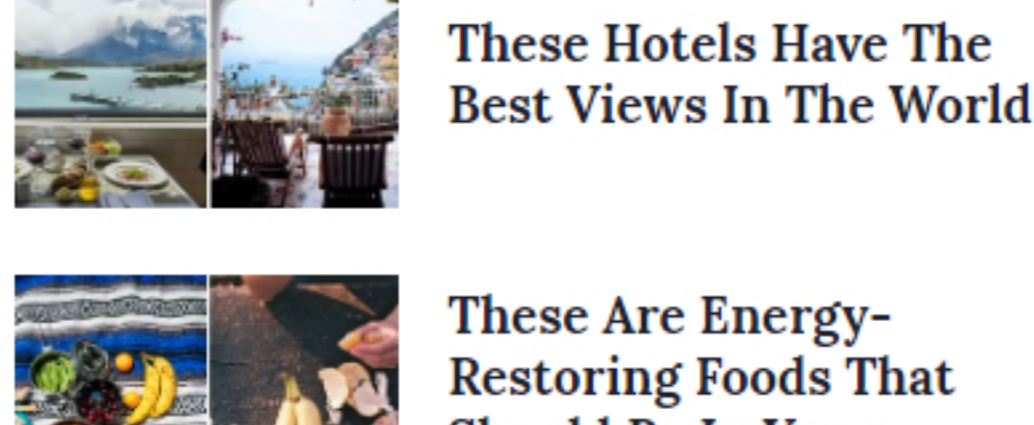 These Hotels Have The
Best Views In The World
These Are Energy-
Restoring Foods That